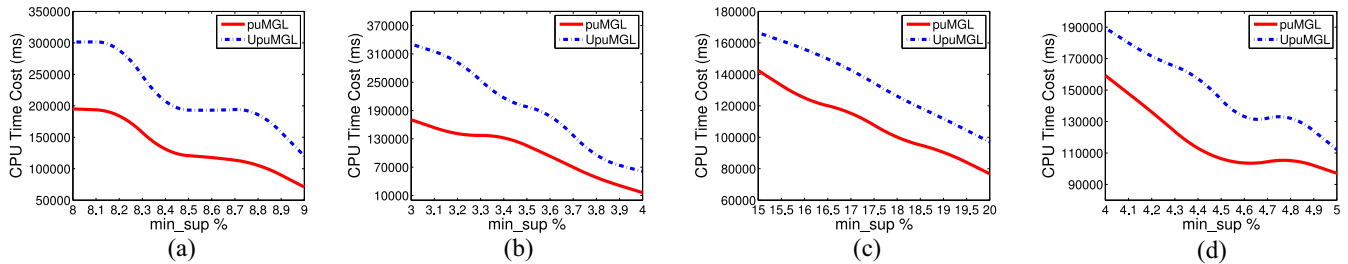 CPU Time Cost (ms)
350000
300000
250000
200000
150000
100000
50000
8 8.1 8.2 8.3 8.4 8.5 8.6 8.7 8.8 8.9 9
min_sup %
puMGL
UpuMGL
(a)
CPU Time Cost (ms)
370000
310000
250000
190000
130000
70000
10000
3 3.1 3.2 3.3 3.4 3.5 3.6 3.7 3.8 3.9 4
min_sup %
puMGL
UpuMGL
(b)
CPU Time Cost (ms)
180000
160000
140000
120000
100000
80000
60000
15 15.5 16 16.5 17 17.5 18 18.5 19 19.5 20
min_sup %
puMGL
UpuMGL
(c)
CPU Time Cost (ms)
190000
170000
150000
130000
110000
90000
4 4.1 4.2 4.3 4.4 4.5 4.6 4.7 4.8 4.9 5
min_sup %
puMGL
UpuMGL
(d)